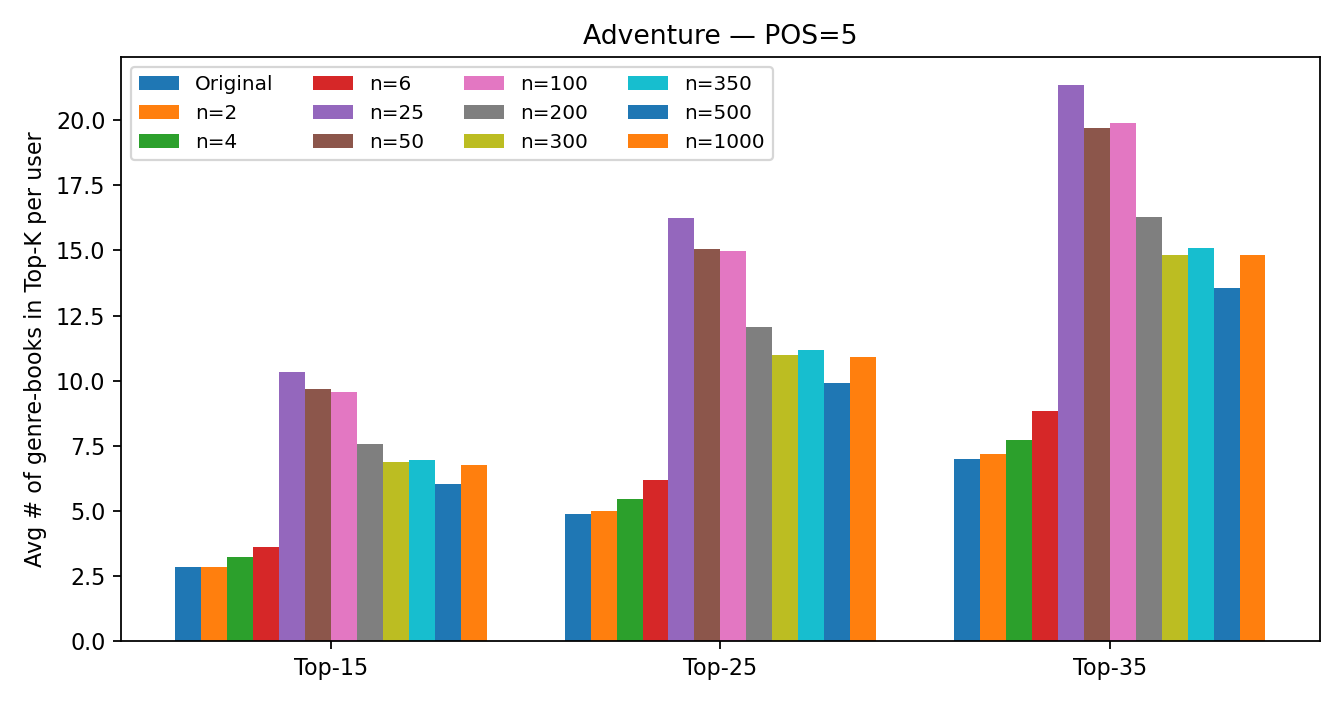 Adventure — POS=5
Avg # of genre-books in Top-K per user
Original
n=2
n=4
n=6
n=25
n=50
n=100
n=200
n=300
n=350
n=500
n=1000
20.0
17.5
15.0
12.5
10.0
7.5
5.0
2.5
0.0
Top-15
Top-25
Top-35